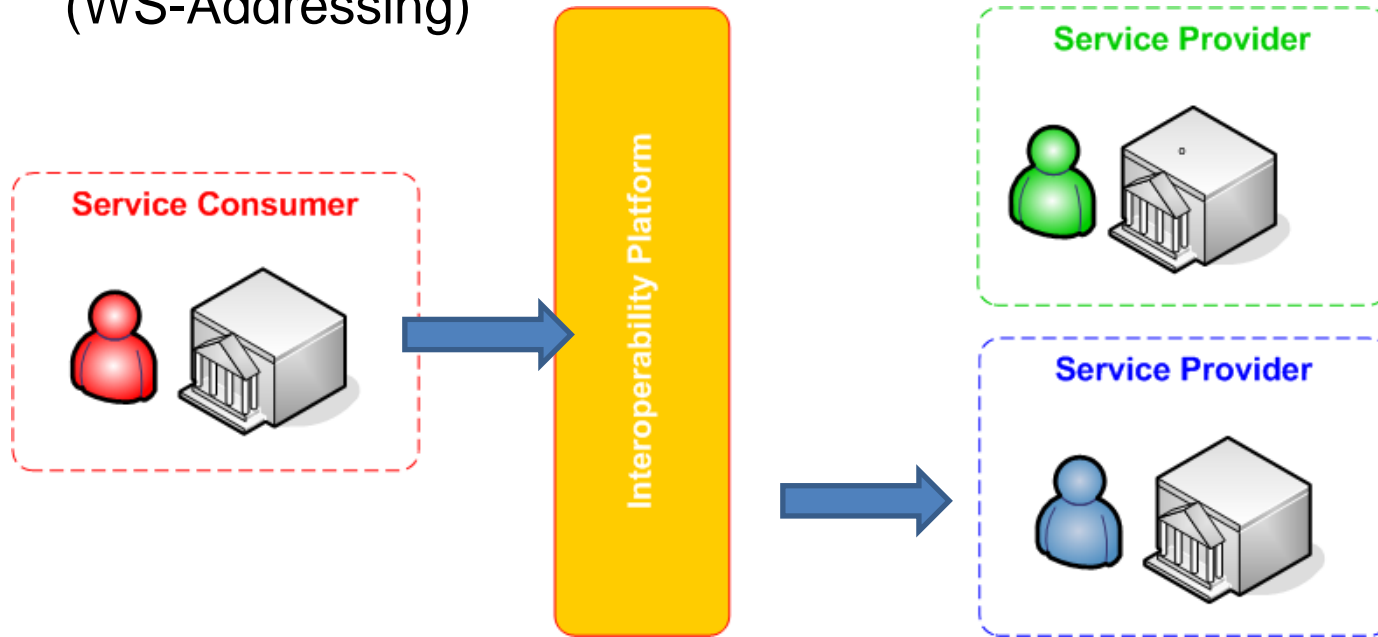 (WS-Addressing)
Service Consumer
Interoperability Platform
Service Provider
Service Provider